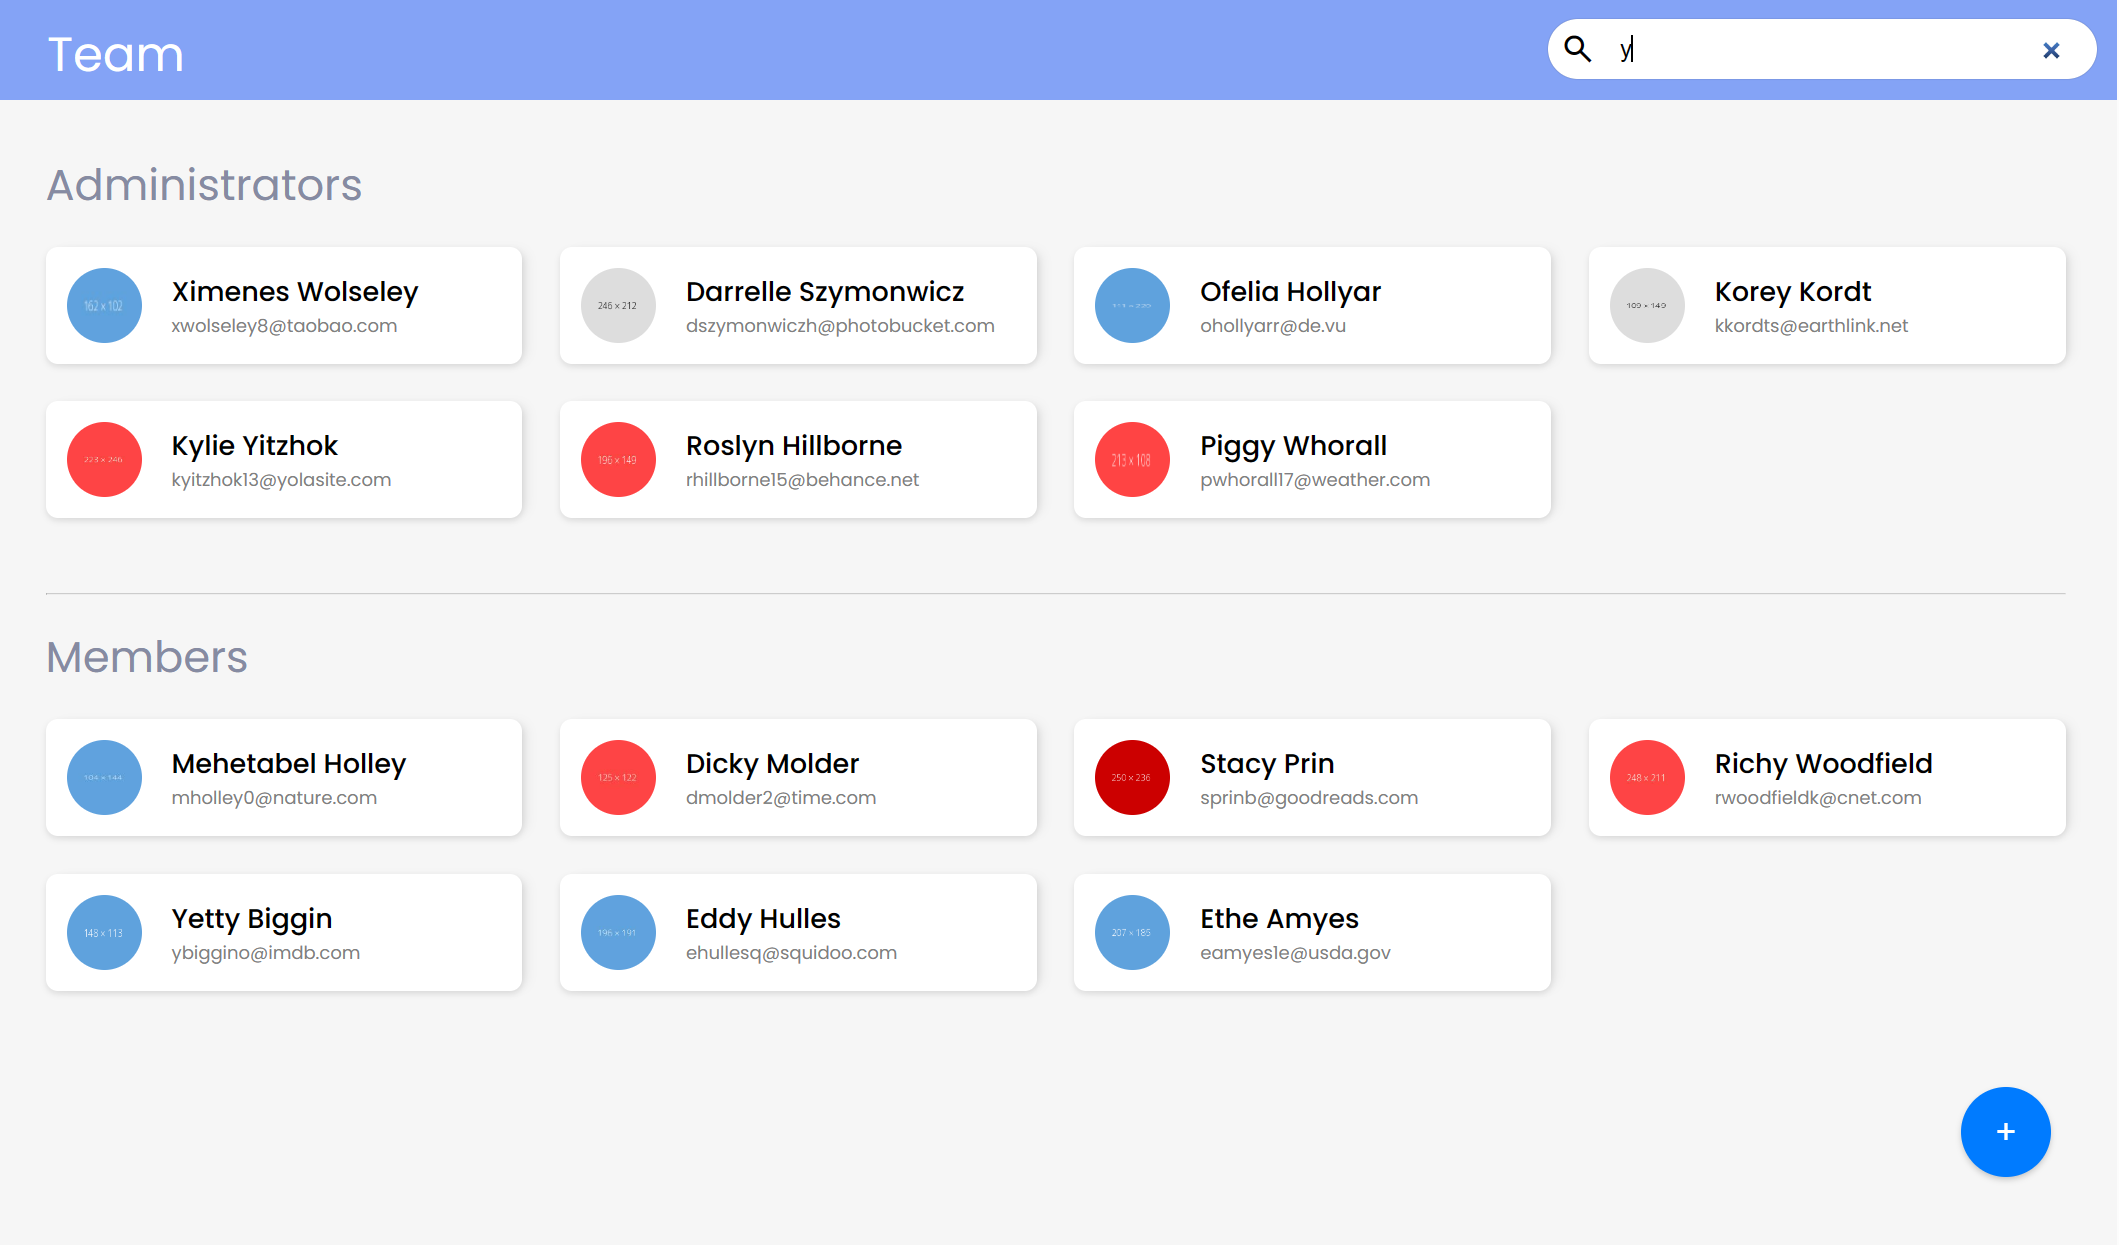 Team
y
Administrators
162 x 102
Ximenes Wolseley
xwolseley8@taobao.com
246 x 212
Darrelle Szymonwicz
dszymonwiczh@photobucket.com
Ofelia Hollyar
ohollyarr@de.vu
109 x 149
Korey Kordt
kkordts@earthlink.net
223 x 246
Kylie Yitzhok
kyitzhok13@yolasite.com
196 x 149
Roslyn Hillborne
rhillborne15@behance.net
213 x 108
Piggy Whorall
pwhorall17@weather.com
Members
104 x 144
Mehetabel Holley
mholley0@nature.com
125 x 122
Dicky Molder
dmolder2@time.com
250 x 236
Stacy Prin
sprinb@goodreads.com
248 x 211
Richy Woodfield
rwoodfieldk@cnet.com
148 x 113
Yetty Biggin
ybiggino@imdb.com
196 x 191
Eddy Hulles
ehullesq@squidoo.com
207 x 185
Ethe Amyes
eamyes1e@usda.gov
+